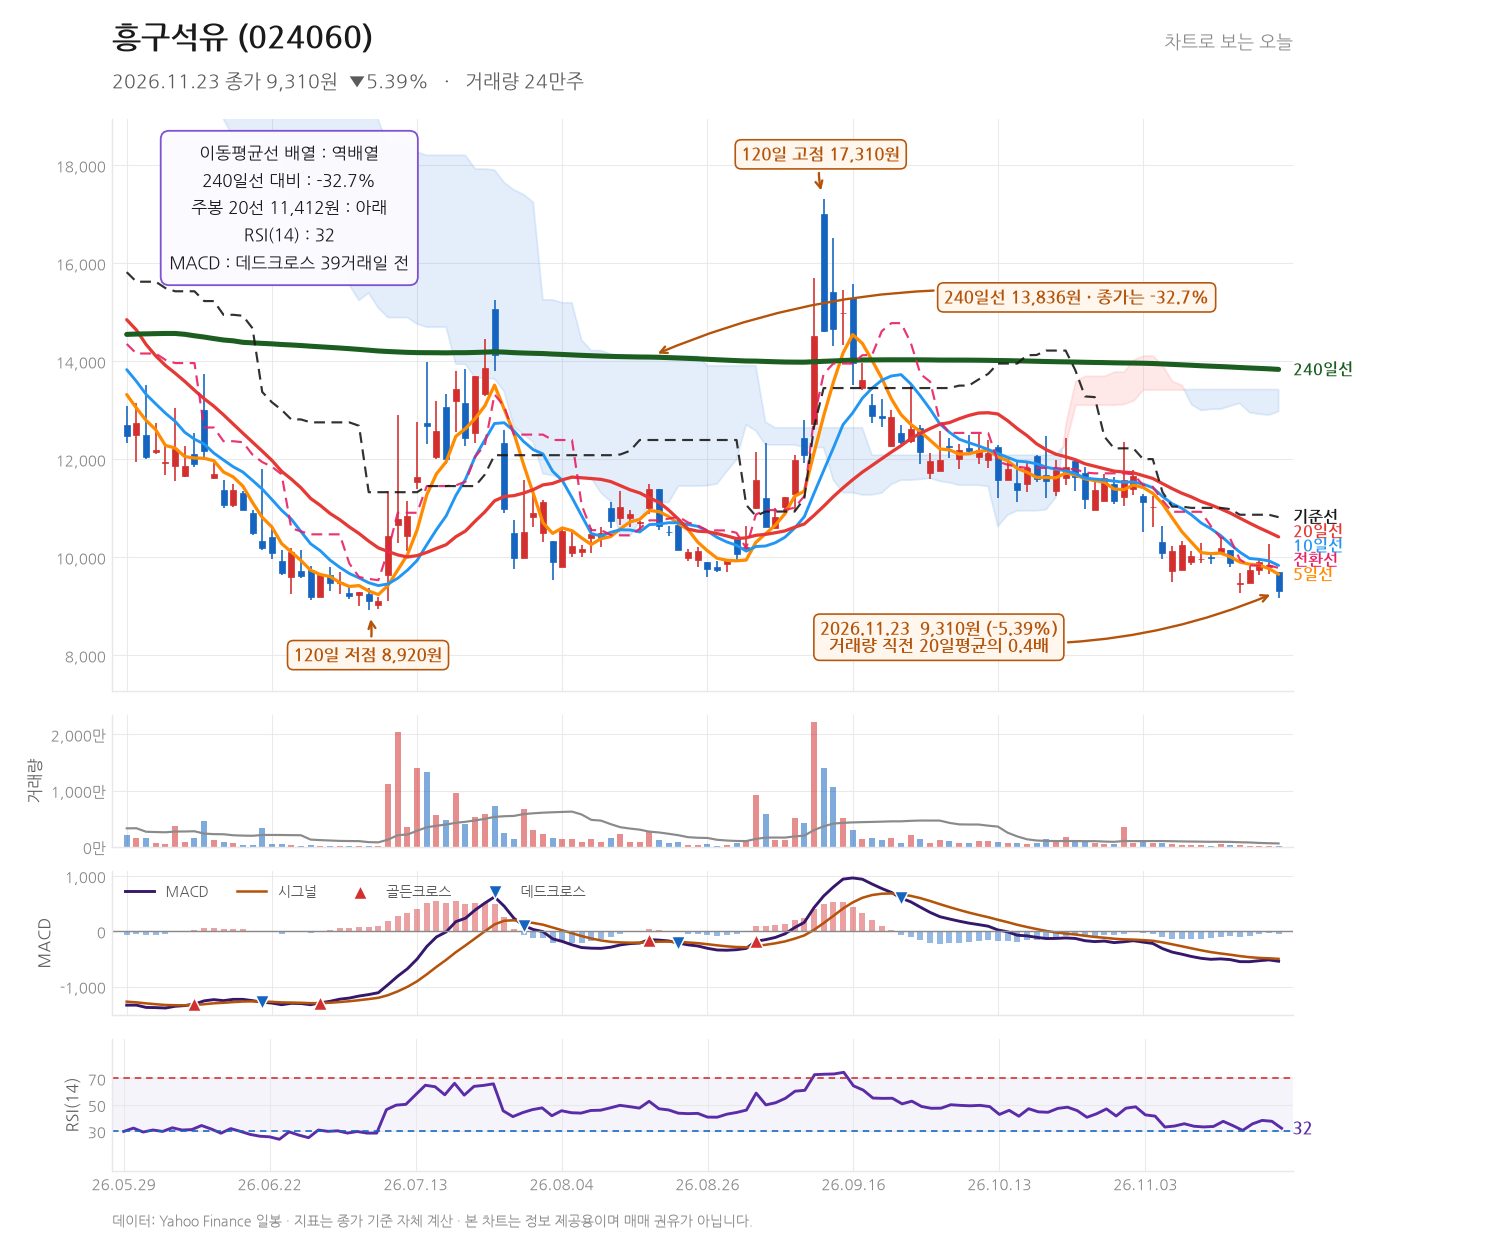 흥구석유 (024060)
차트로 보는 오늘
2026.11.23 종가 9,310원 ▼5.39% · 거래량 24만주
이동평균선 배열 : 역배열
240일선 대비 : -32.7%
주봉 20선 11,412원 : 아래
RSI(14) : 32
MACD : 데드크로스 39거래일 전
120일 고점 17,310원
240일선 13,836원 · 종가는 -32.7%
120일 저점 8,920원
2026.11.23 9,310원 (-5.39%)
거래량 직전 20일평균의 0.4배
18,000
16,000
14,000
12,000
10,000
8,000
240일선
기준선
20일선
10일선
전환선
5일선
거래량
2,000만
1,000만
0만
MACD
1,000
0
-1,000
MACD
시그널
▲ 골든크로스
▼ 데드크로스
RSI(14)
70
50
30
32
26.05.29
26.06.22
26.07.13
26.08.04
26.08.26
26.09.16
26.10.13
26.11.03
데이터: Yahoo Finance 일봉 · 지표는 종가 기준 자체 계산 · 본 차트는 정보 제공용이며 매매 권유가 아닙니다.